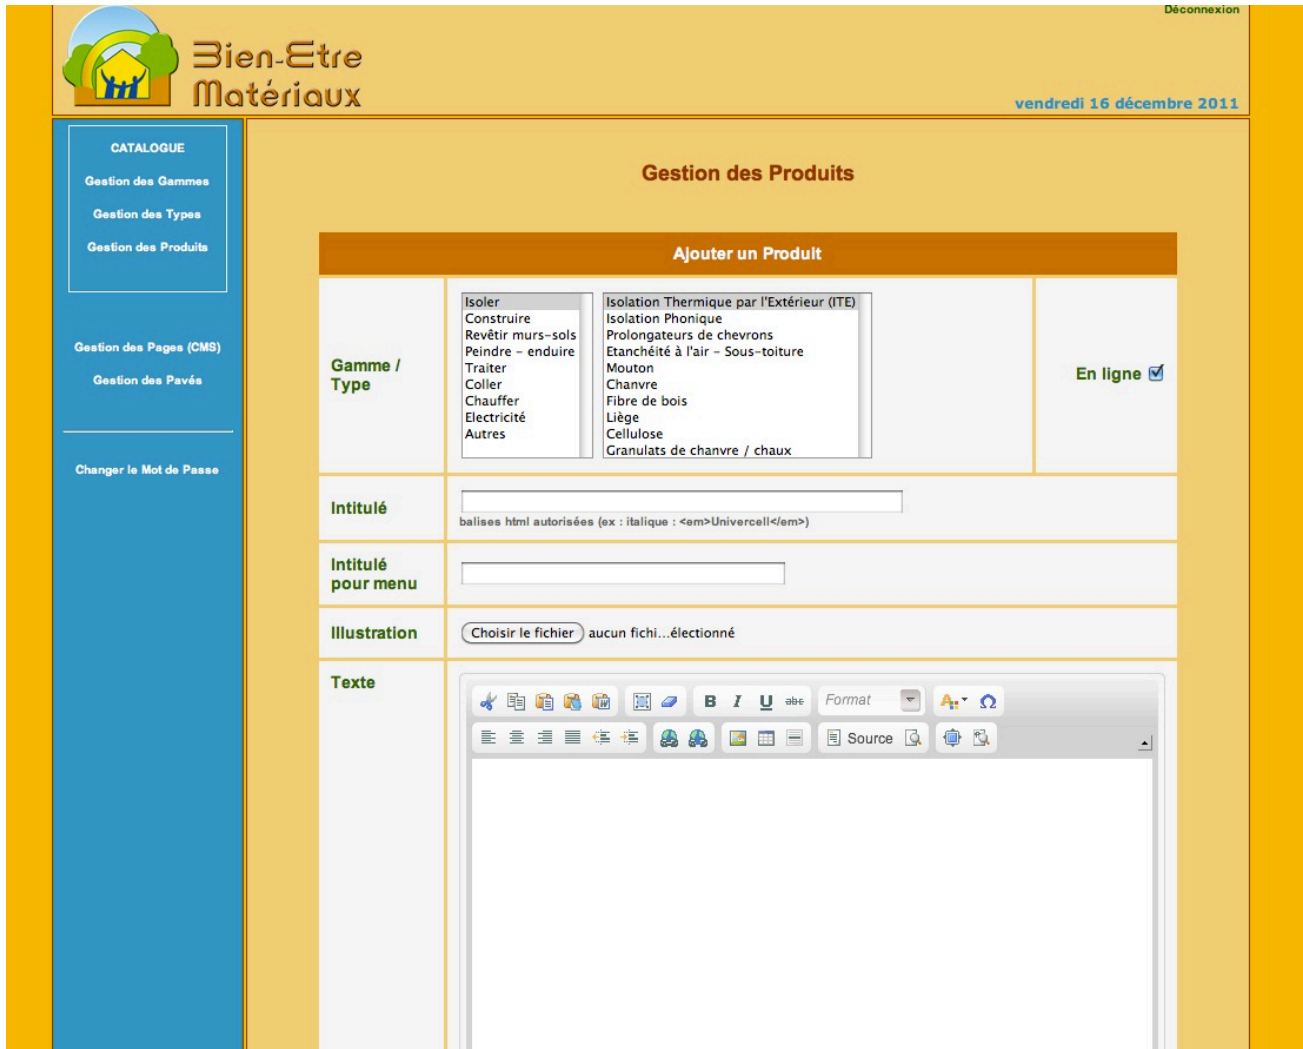 Déconnexion
Bien-Etre
Matériaux
vendredi 16 décembre 2011
CATALOGUE
Gestion des Gammes
Gestion des Types
Gestion des Produits
Gestion des Pages (CMS)
Gestion des Pavés
Changer le Mot de Passe
Gestion des Produits
Ajouter un Produit
Gamme /
Type
Isoler
Construire
Revêtir murs-sols
Peindre - enduire
Traiter
Coller
Chauffer
Electricité
Autres
Isolation Thermique par l'Extérieur (ITE)
Isolation Phonique
Prolongateurs de chevrons
Etanchéité à l'air - Sous-toiture
Mouton
Chanvre
Fibre de bois
Liège
Cellulose
Granulats de chanvre / chaux
En ligne
Intitulé
balises html autorisées (ex : italique : <em>Univercell</em>)
Intitulé
pour menu
Illustration
Choisir le fichier aucun fichi...électionné
Texte
B I U abc Format A Ω
Source